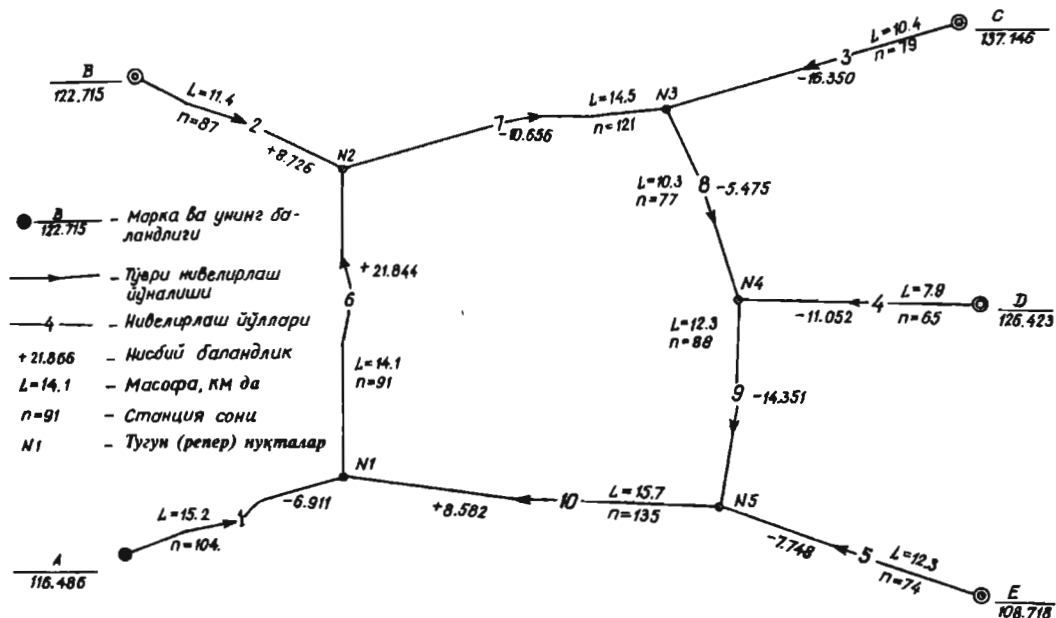 C
137.146
L=10.4
3
n=79
-16.350
B
122.715
L=11.4
2
n=87
+8.726
N2
7
-10.656
L=14.5
n=121
N3
L=10.3
n=77
8
-5.475
B
122.715
- Марка ва унинг ба-
ландлиги
- Тўғри нивелирлаш
йўналиши
4 - Нивелирлаш йўллари
+21.866 - Нисбий баландлик
L=14.1 - Масофа, км да
n=91 - Станция сони
N1 - Тугун (репер) нуқталар
+21.844
6
L=14.1
n=91
N4
L=7.9
4
-11.052
n=65
D
126.423
L=12.3
n=88
9
-14.351
N1
-6.911
L=15.2
1
n=104.
A
116.486
+8.582
10
L=15.7
n=135
N5
-7.748
5
L=12.3
n=74
E
108.718